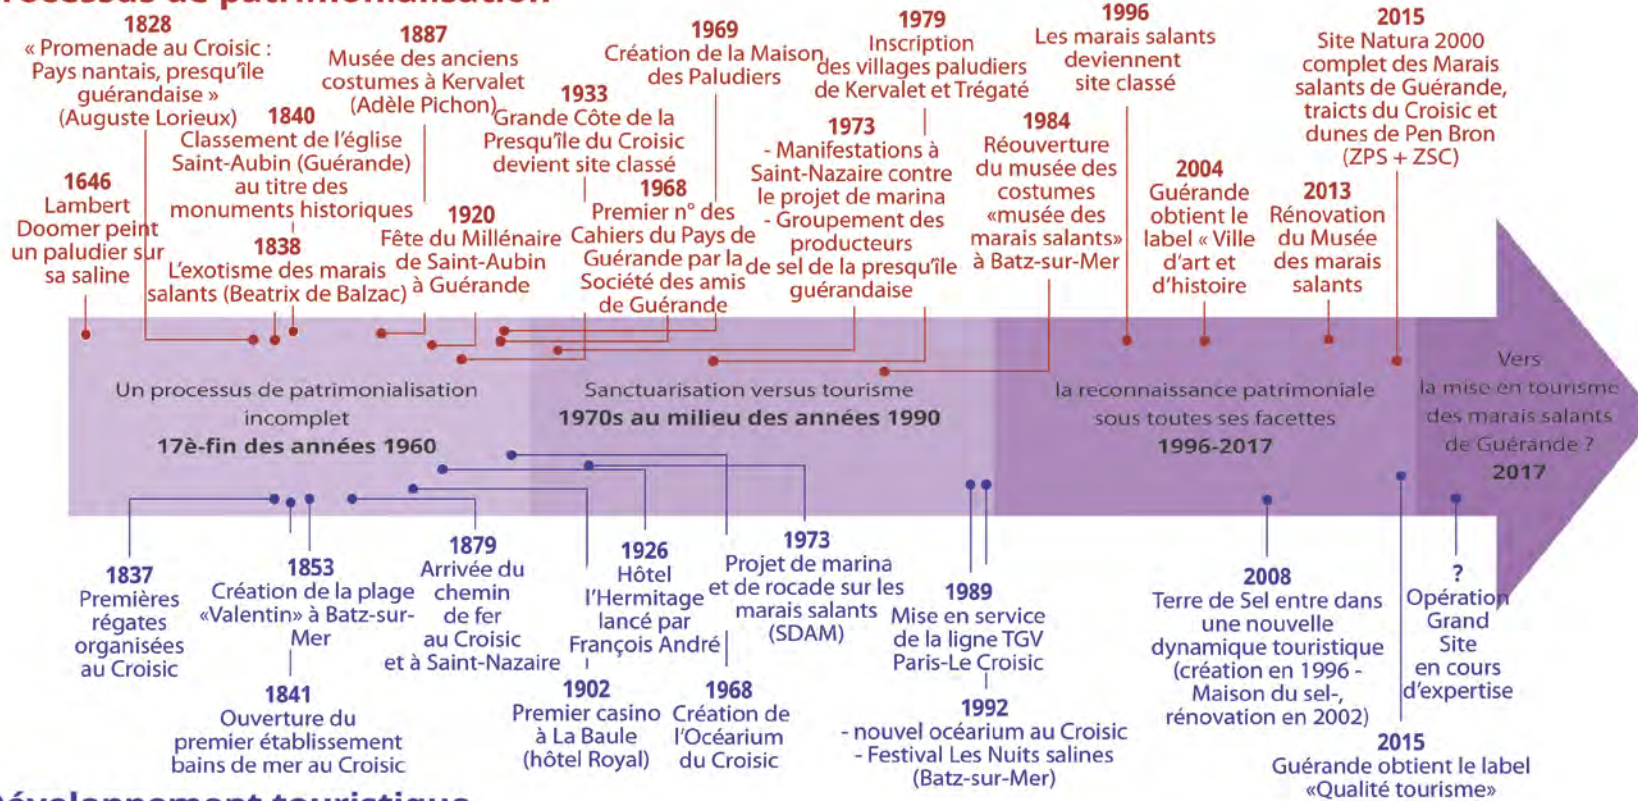 processus de patrimonialisation
1828
« Promenade au Croisic :
Pays nantais, presqu'île
guérandaise »
(Auguste Lorieux)
1887
Musée des anciens
costumes à Kervalet
(Adèle Pichon)
1969
Création de la Maison
des Paludiers
1979
Inscription
des villages paludiers
de Kervalet et Trégaté
1996
Les marais salants
deviennent
site classé
2015
Site Natura 2000
complet des Marais
salants de Guérande,
traicts du Croisic et
dunes de Pen Bron
(ZPS + ZSC)
1646
Lambert
Doomer peint
un paludier sur
sa saline
1840
Classement de l'église
Saint-Aubin (Guérande)
au titre des
monuments historiques
1838
L'exotisme des marais
salants (Beatrix de Balzac)
1920
Fête du Millénaire
de Saint-Aubin
à Guérande
1933
Grande Côte de la
Presqu'île du Croisic
devient site classé
1968
Premier n° des
Cahiers du Pays de
Guérande par la
Société des amis
de Guérande
1973
- Manifestations à
Saint-Nazaire contre
le projet de marina
- Groupement des
producteurs
de sel de la presqu'île
guérandaise
1984
Réouverture
du musée des
costumes
«musée des
marais salants»
à Batz-sur-Mer
2004
Guérande
obtient le
label « Ville
d'art et
d'histoire
2013
Rénovation
du Musée
des marais
salants
Un processus de patrimonialisation
incomplet
17è-fin des années 1960
Sanctuarisation versus tourisme
1970s au milieu des années 1990
la reconnaissance patrimoniale
sous toutes ses facettes
1996-2017
Vers
la mise en tourisme
des marais salants
de Guérande ?
2017
1837
Premières
régates
organisées
au Croisic
1853
Création de la plage
«Valentin» à Batz-sur-
Mer
1841
Ouverture du
premier établissement
bains de mer au Croisic
1879
Arrivée du
chemin
de fer
au Croisic
et à Saint-Nazaire
1926
Hôtel
l'Hermitage
lancé par
François André
1902
Premier casino
à La Baule
(hôtel Royal)
1968
Création de
l'Océarium
du Croisic
1973
Projet de marina
et de rocade sur les
marais salants
(SDAM)
1989
Mise en service
de la ligne TGV
Paris-Le Croisic
1992
- nouvel océarium au Croisic
- Festival Les Nuits salines
(Batz-sur-Mer)
2008
Terre de Sel entre dans
une nouvelle
dynamique touristique
(création en 1996 -
Maison du sel-,
rénovation en 2002)
?
Opération
Grand
Site
en cours
d'expertise
2015
Guérande obtient le label
«Qualité tourisme»
Développement touristique